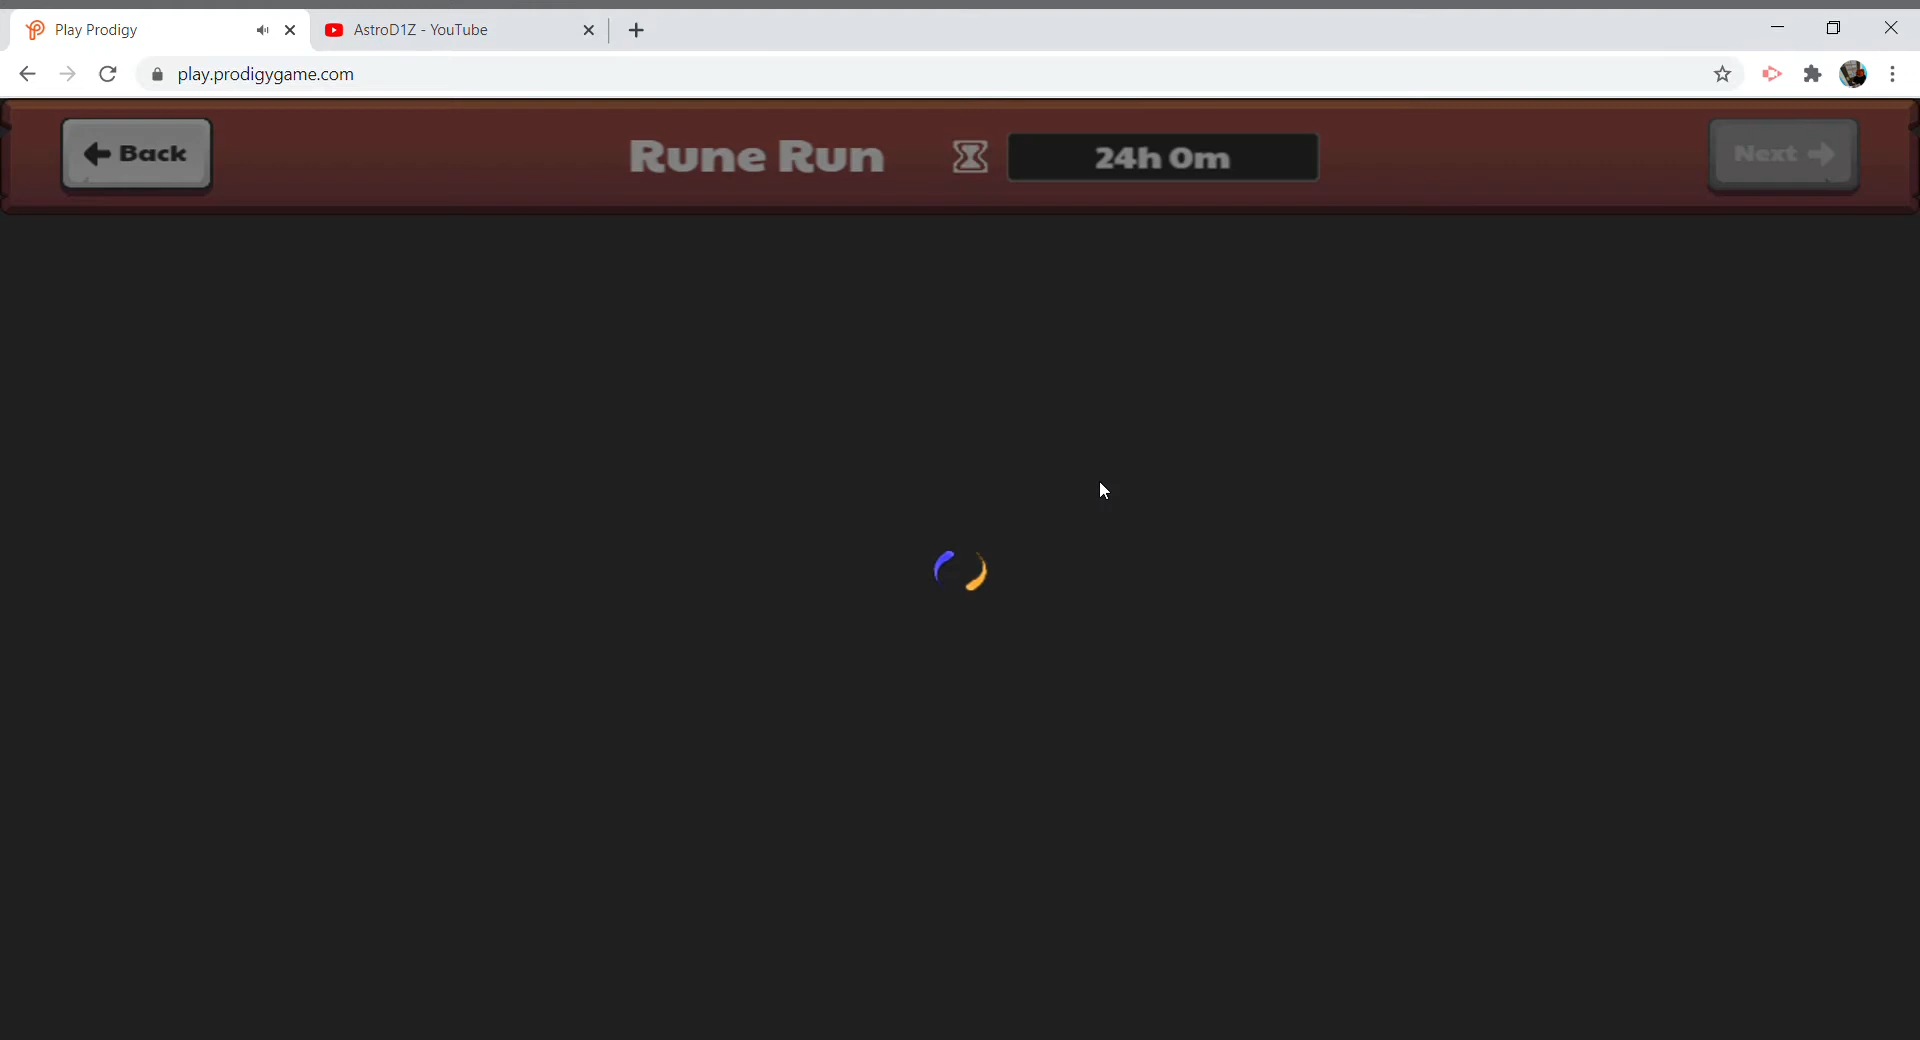 Play Prodigy
AstroD1Z - YouTube
play.prodigygame.com
Back
Rune Run
24h 0m
Next